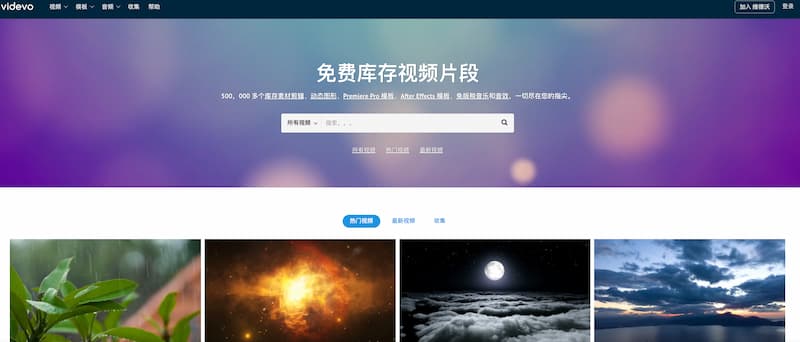 videvo 视频 模板 音频 收集 帮助 加入 维德沃 登录
免费库存视频片段
500，000 多个库存素材剪辑、动态图形、Premiere Pro 模板、After Effects 模板、免版税音乐和音效，一切尽在您的指尖。
所有视频 搜索。。。
所有视频 热门视频 最新视频
热门视频 最新视频 收集